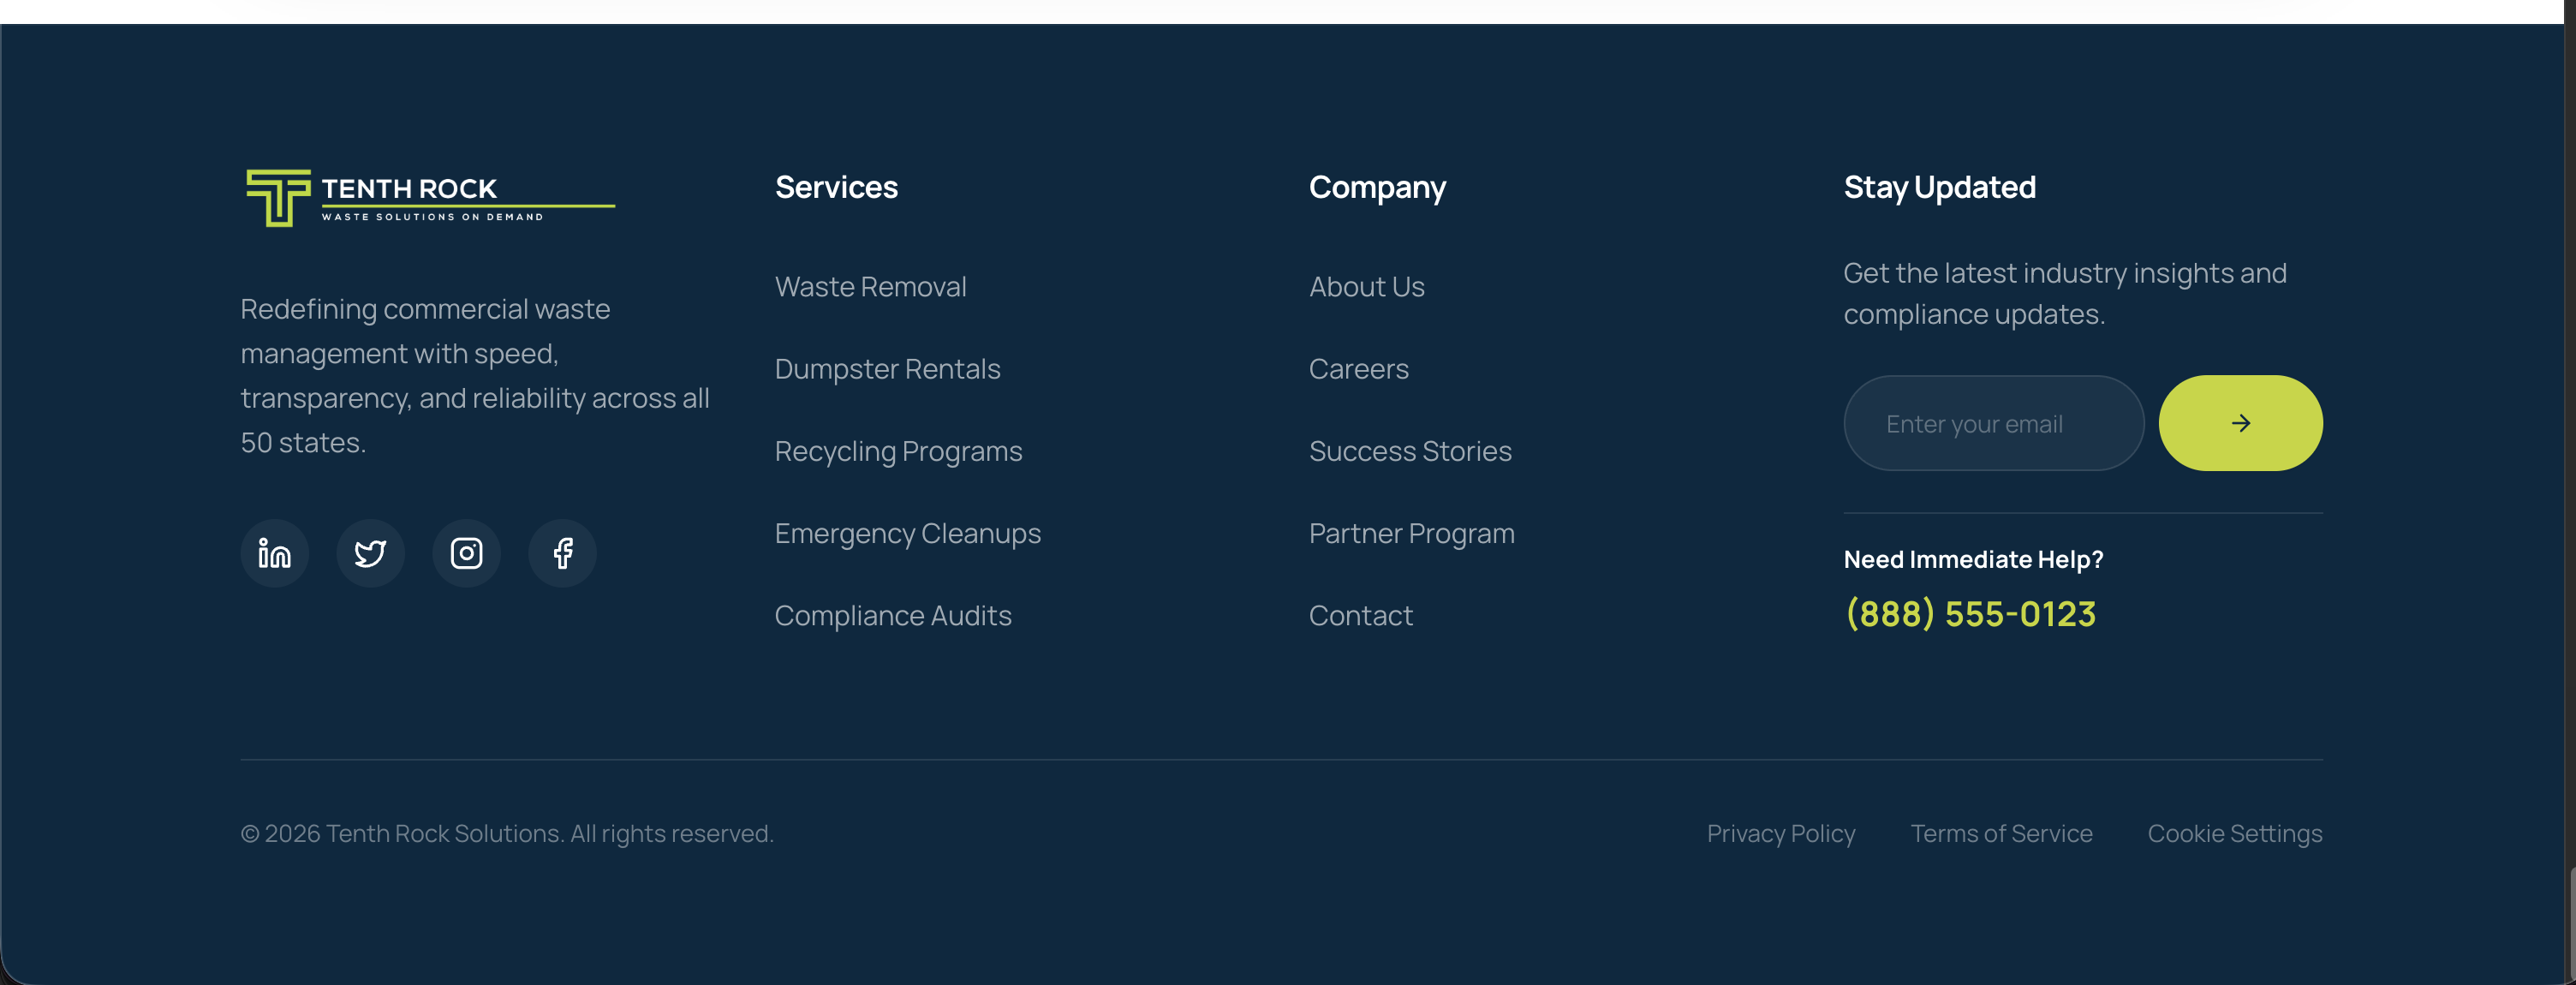 TENTH ROCK
WASTE SOLUTIONS ON DEMAND
Redefining commercial waste
management with speed,
transparency, and reliability across all
50 states.
Services
Waste Removal
Dumpster Rentals
Recycling Programs
Emergency Cleanups
Compliance Audits
Company
About Us
Careers
Success Stories
Partner Program
Contact
Stay Updated
Get the latest industry insights and
compliance updates.
Enter your email
Need Immediate Help?
(888) 555-0123
© 2026 Tenth Rock Solutions. All rights reserved.
Privacy Policy
Terms of Service
Cookie Settings